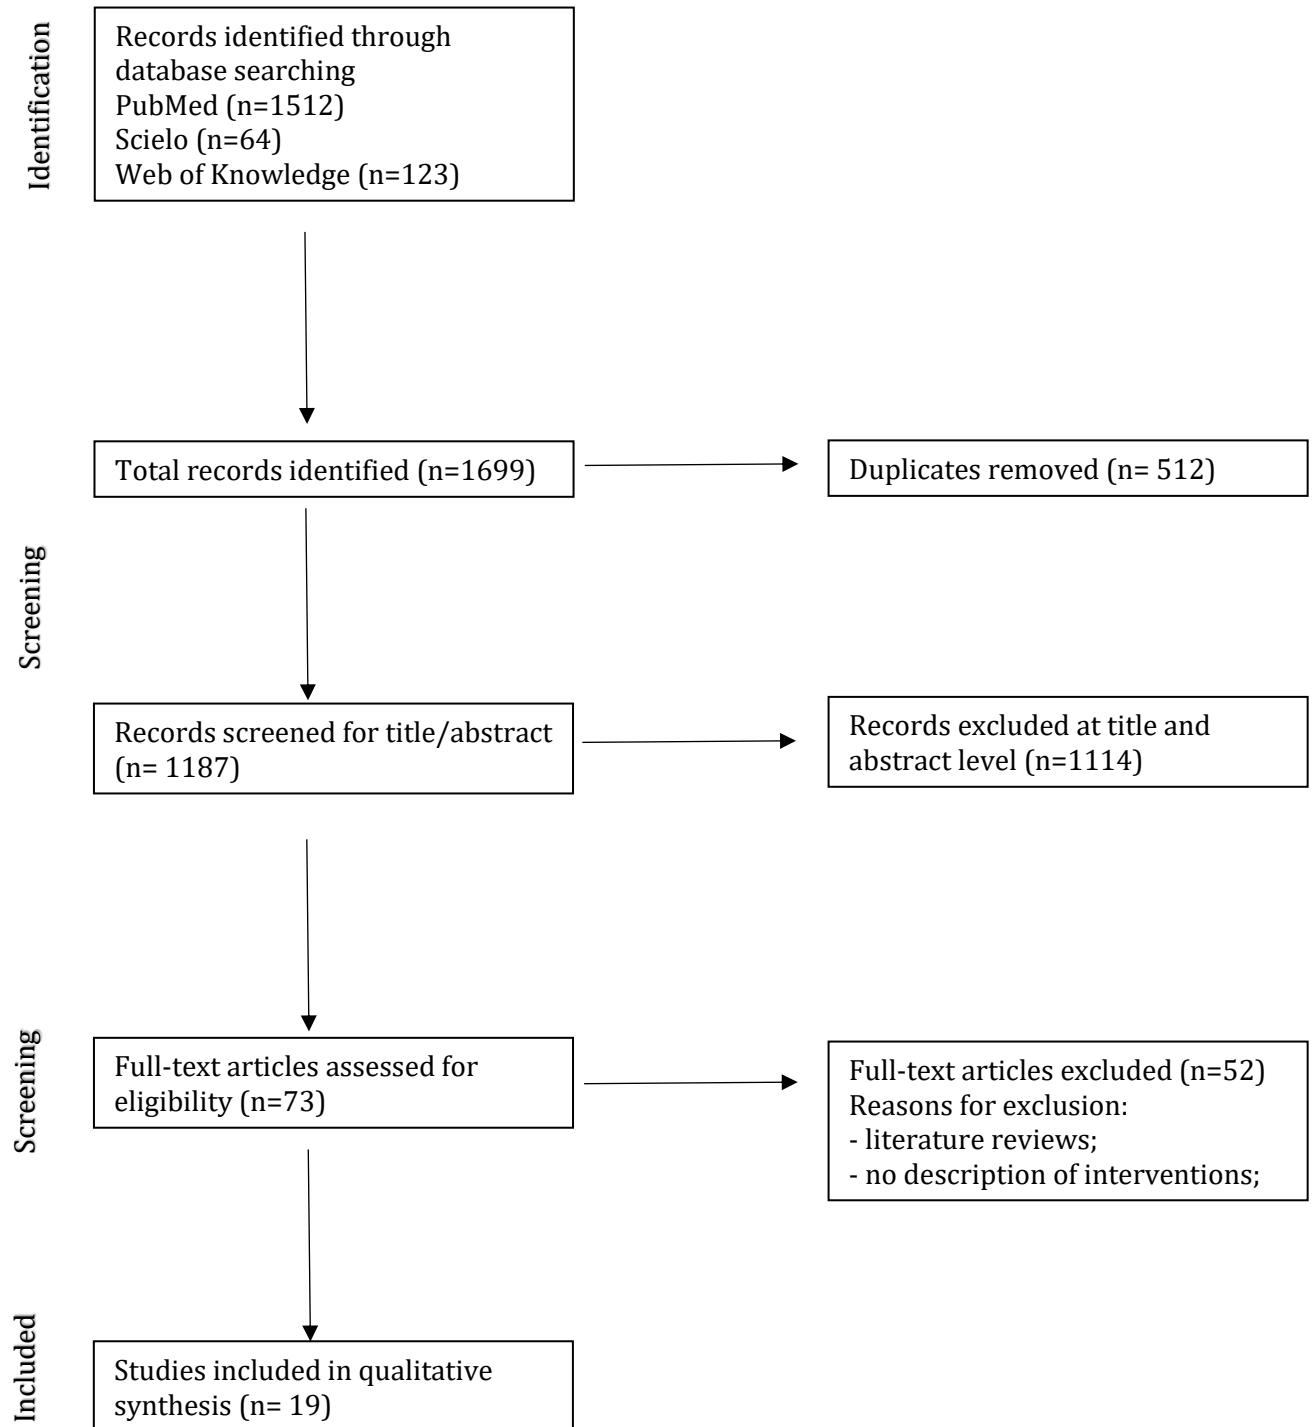 Identification
Records identified through
database searching
PubMed (n=1512)
Scielo (n=64)
Web of Knowledge (n=123)
Total records identified (n=1699)
Duplicates removed (n= 512)
Screening
Records screened for title/abstract
(n= 1187)
Records excluded at title and
abstract level (n=1114)
Screening
Full-text articles assessed for
eligibility (n=73)
Full-text articles excluded (n=52)
Reasons for exclusion:
- literature reviews;
- no description of interventions;
Included
Studies included in qualitative
synthesis (n= 19)